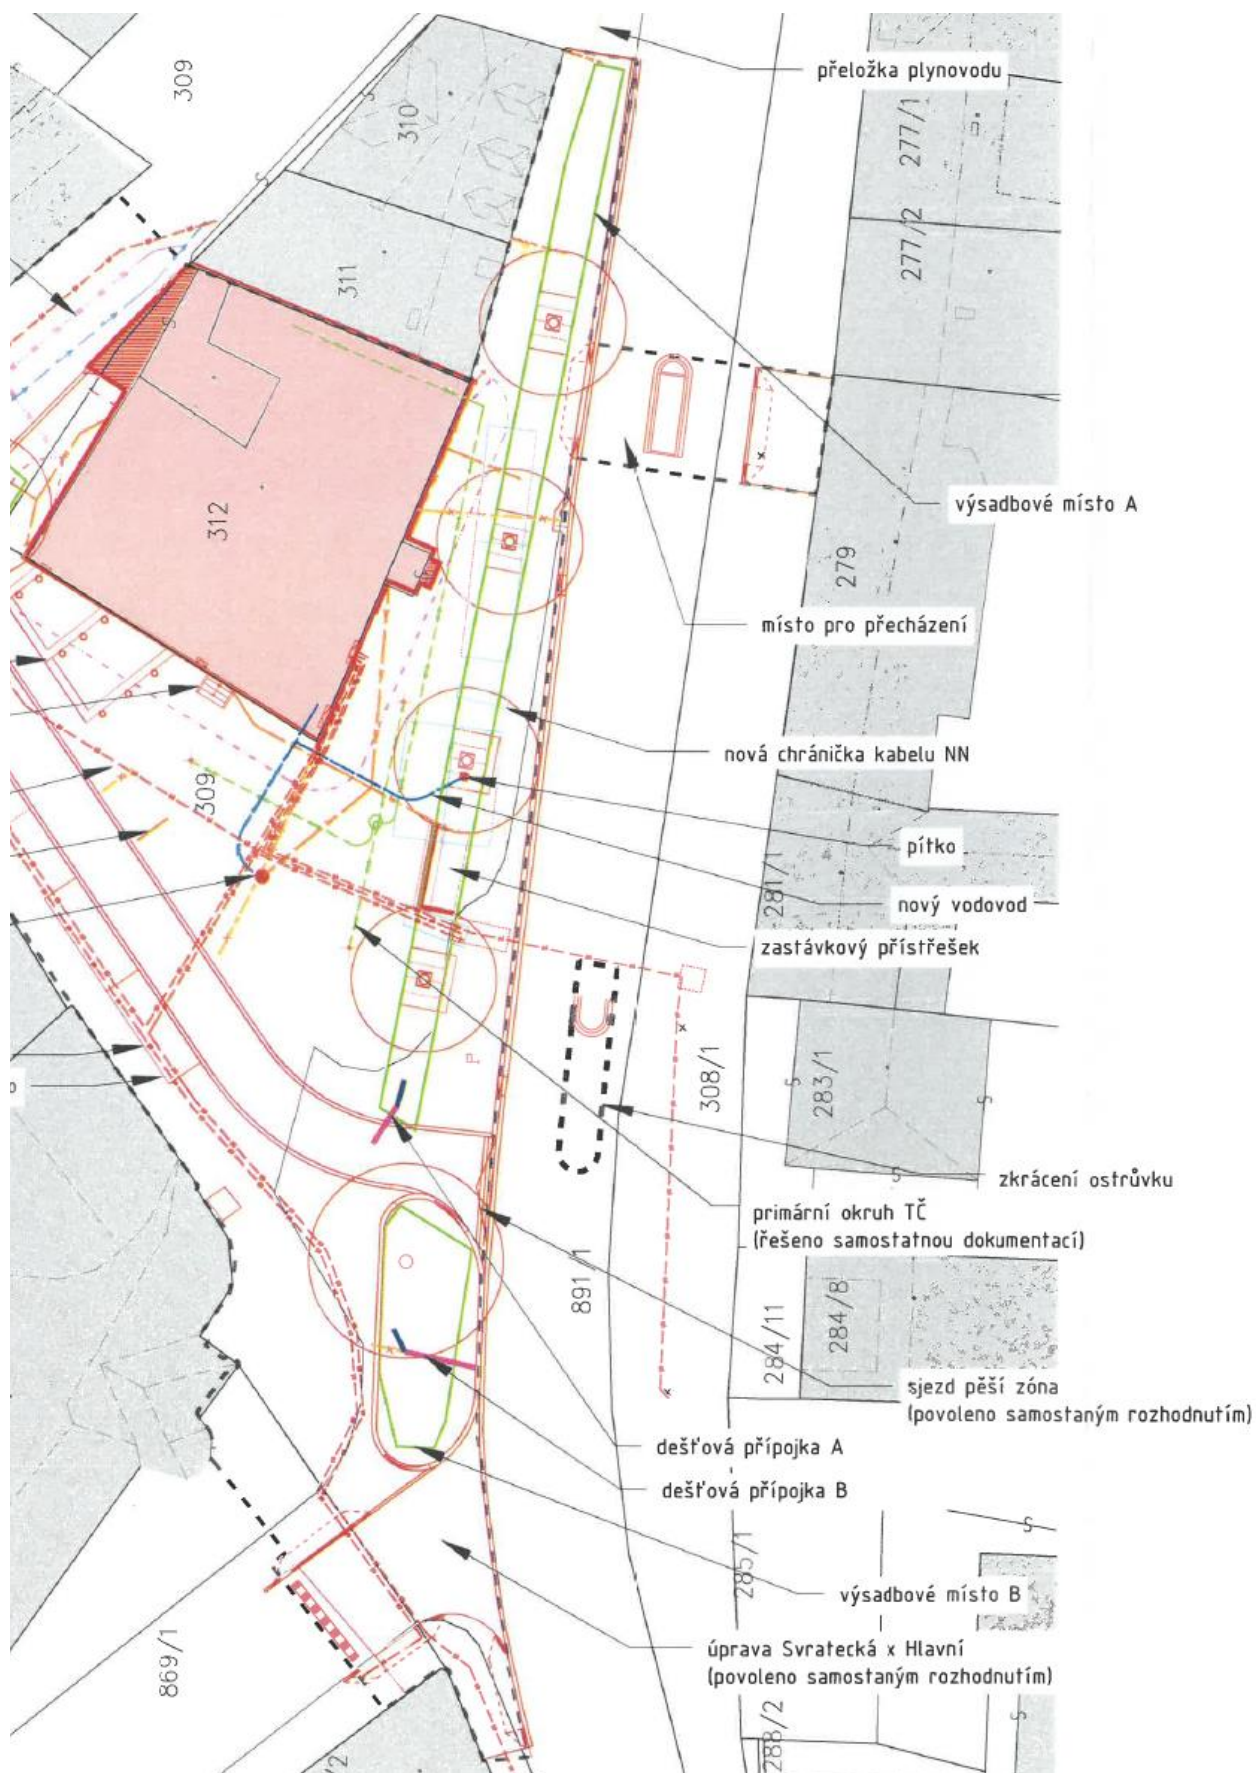 309
přeložka plynovodu
310
277/1
277/2
311
312
výsadbové místo A
279
místo pro přecházení
nová chránička kabelu NN
309
pítko
281/1
nový vodovod
zastávkový přístřešek
308/1
283/1
zkrácení ostrůvku
primární okruh TČ
(řešeno samostatnou dokumentací)
891/1
284/11
284/8
sjezd pěší zóna
(povoleno samostaným rozhodnutím)
dešťová přípojka A
dešťová přípojka B
285/1
výsadbové místo B
úprava Svratecká x Hlavní
(povoleno samostaným rozhodnutím)
869/1
288/2